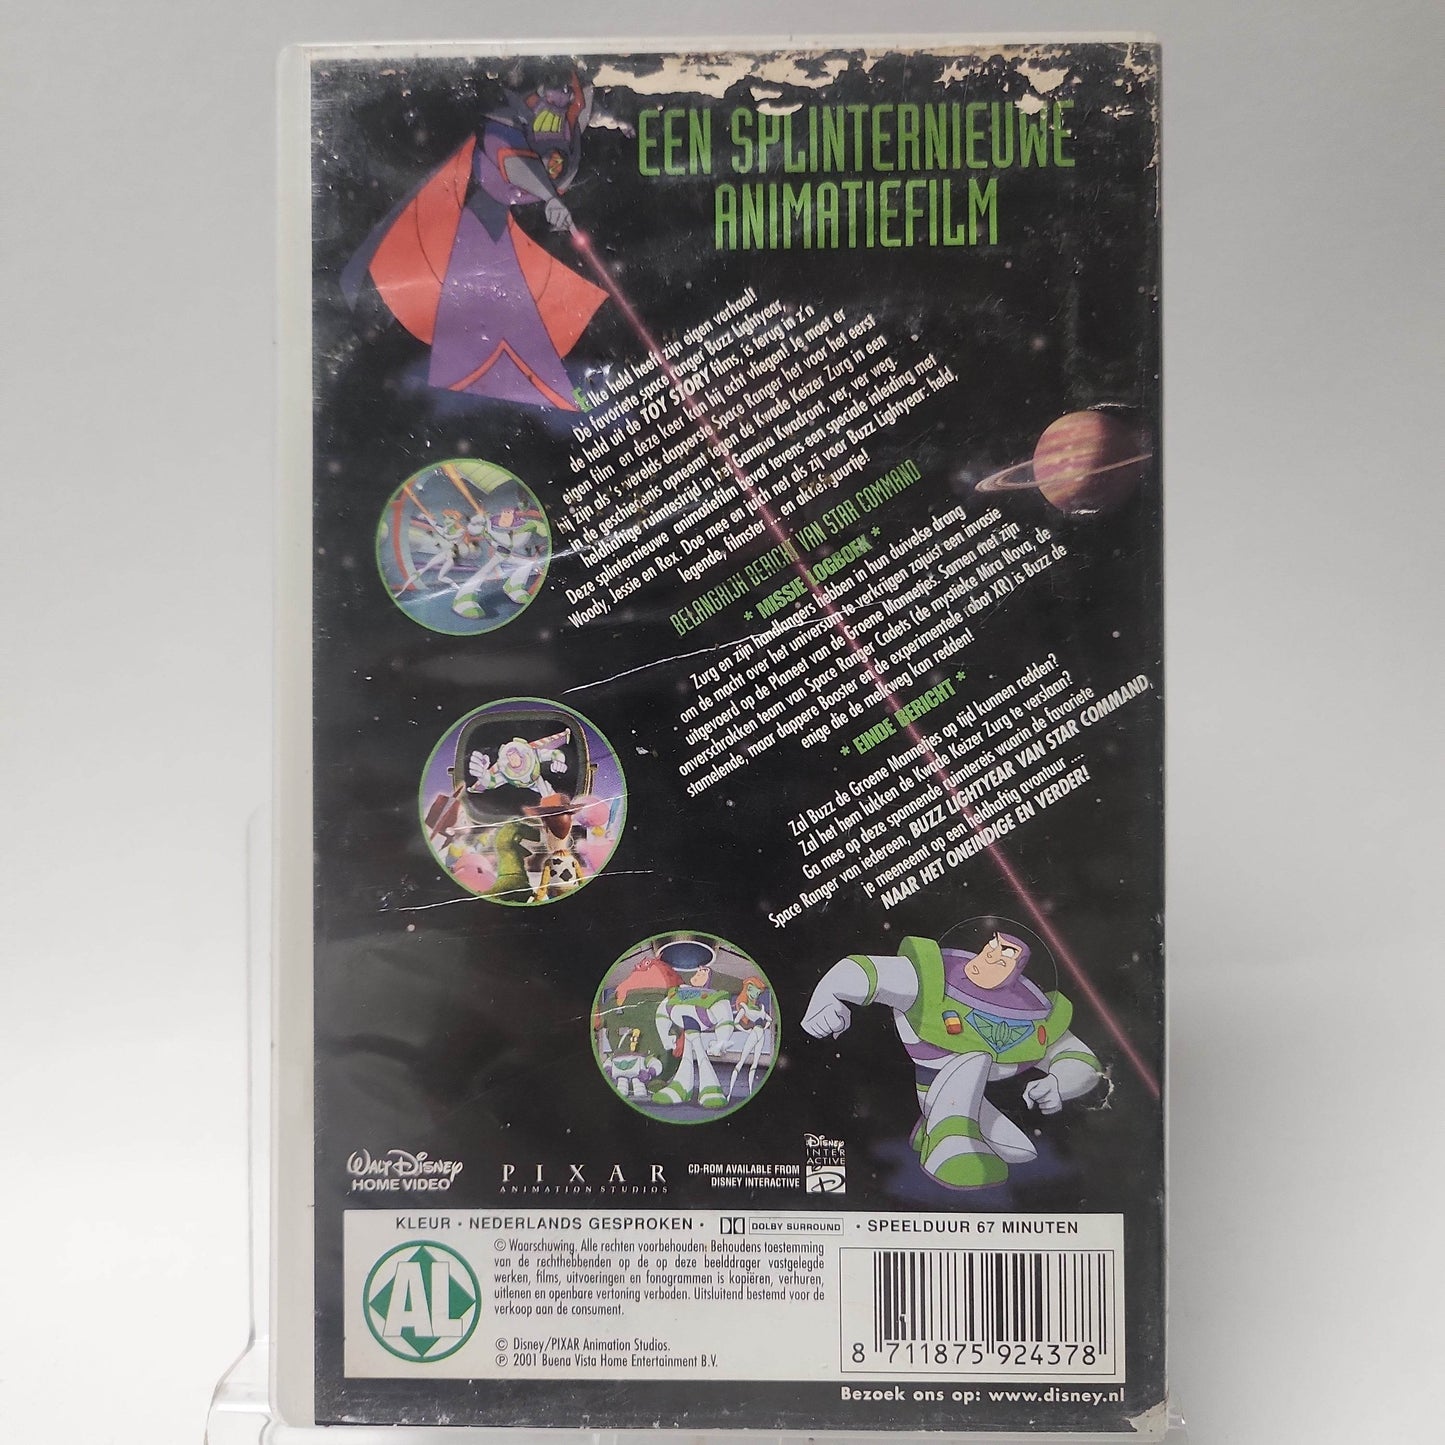 EEN SPLINTERNIEUWE
ANIMATIEFILM
Elke held heeft zijn eigen verhaal!
De favoriete space ranger Buzz Lightyear,
de held uit de TOY STORY films, is terug in z'n
eigen film en deze keer kan hij echt vliegen! Je moet er
hij zijn als 's werelds dapperste Space Ranger het voor het eerst
in de geschiedenis opneemt tegen de Kwade Keizer Zurg in een
heldhaftige ruimtestrijd in het Gamma Kwadrant, ver, ver weg.
Deze splinternieuwe animatiefilm bevat tevens een speciale inleiding met
Woody, Jessie en Rex. Doe mee en juich net als zij voor Buzz Lightyear: held,
legende, filmster ... en aktiefiguurtje!
BELANGRIJK BERICHT VAN STAR COMMAND
* MISSIE LOGBOEK *
Zurg en zijn handlangers hebben in hun duivelse drang
om de macht over het universum te verkrijgen zojuist een invasie
uitgevoerd op de Planeet van de Groene Mannetjes. Samen met zijn
onverschrokken team van Space Ranger Cadets (de mystieke Mira Nova, de
stamelende, maar dappere Booster en de experimentele robot XR) is Buzz de
enige die de melkweg kan redden!
* EINDE BERICHT *
Zal Buzz de Groene Mannetjes op tijd kunnen redden?
Zal het hem lukken de Kwade Keizer Zurg te verslaan?
Ga mee op deze spannende ruimtereis waarin de favoriete
Space Ranger van iedereen, BUZZ LIGHTYEAR VAN STAR COMMAND,
je meeneemt op een heldhaftig avontuur ....
NAAR HET ONEINDIGE EN VERDER!
WALT DISNEY
HOME VIDEO
PIXAR
ANIMATION STUDIOS
CD-ROM AVAILABLE FROM
DISNEY INTERACTIVE
DISNEY
INTER
ACTIVE
KLEUR · NEDERLANDS GESPROKEN · DOLBY SURROUND · SPEELDUUR 67 MINUTEN
AL
© Waarschuwing. Alle rechten voorbehouden. Behoudens toestemming
van de rechthebbenden op de op deze beelddrager vastgelegde
werken, films, uitvoeringen en fonogrammen is kopiëren, verhuren,
uitlenen en openbare vertoning verboden. Uitsluitend bestemd voor de
verkoop aan de consument.
© Disney/PIXAR Animation Studios.
℗ 2001 Buena Vista Home Entertainment B.V.
8 711875 924378
Bezoek ons op: www.disney.nl